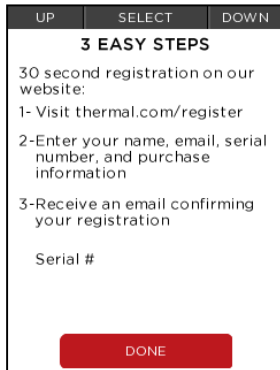 UP SELECT DOWN
3 EASY STEPS
30 second registration on our
website:
1- Visit thermal.com/register
2-Enter your name, email, serial
number, and purchase
information
3-Receive an email confirming
your registration
Serial #
DONE